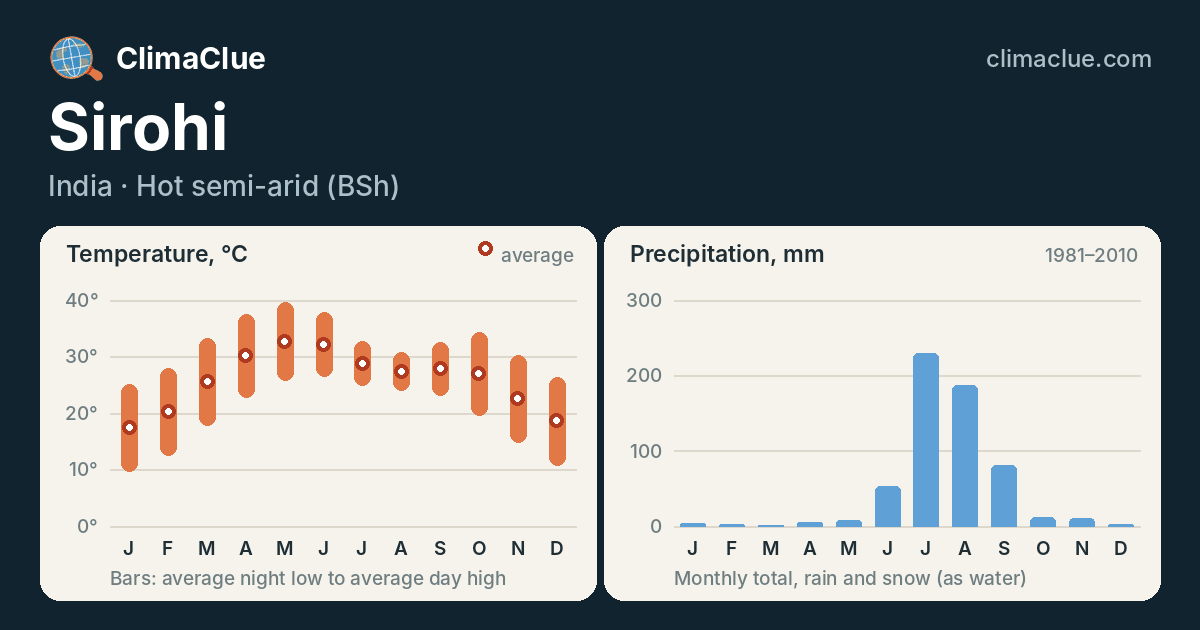 ClimaClue
climaclue.com
Sirohi
India · Hot semi-arid (BSh)
Temperature, °C
average
40°
30°
20°
10°
0°
J F M A M J J A S O N D
Bars: average night low to average day high
Precipitation, mm
1981–2010
300
200
100
0
J F M A M J J A S O N D
Monthly total, rain and snow (as water)